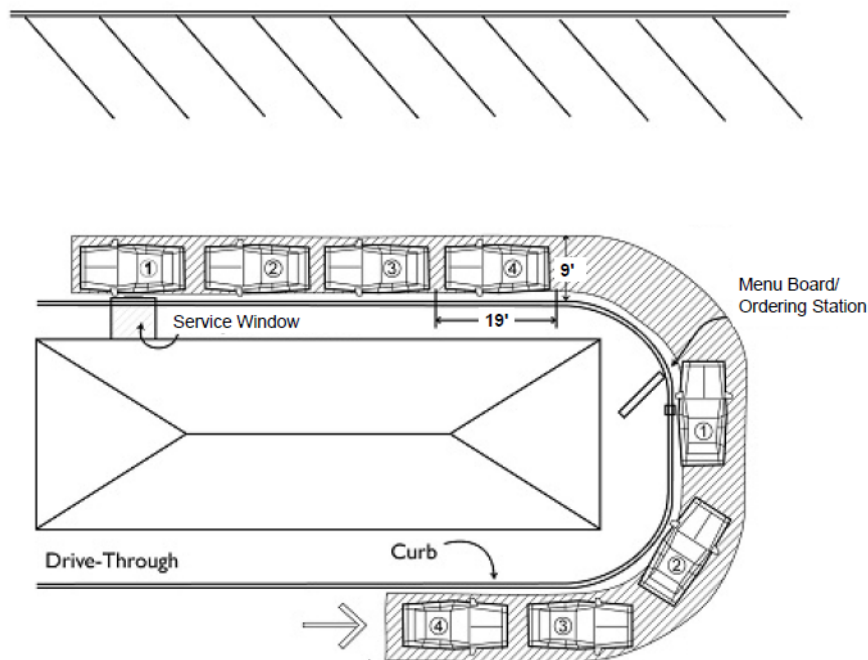 ① ② ③ ④
9'
Menu Board/
Ordering Station
Service Window
19'
①
②
Drive-Through
Curb
④ ③